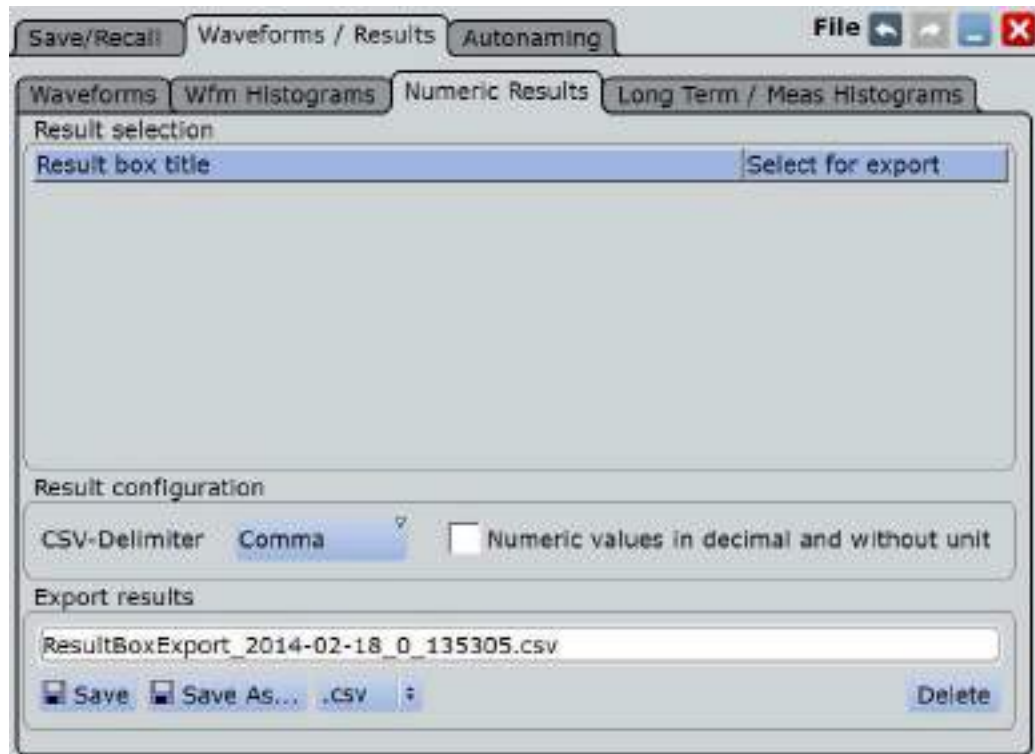 Save/Recall Waveforms / Results Autonaming File
Waveforms Wfm Histograms Numeric Results Long Term / Meas Histograms
Result selection
Result box title Select for export
Result configuration
CSV-Delimiter Comma Numeric values in decimal and without unit
Export results
ResultBoxExport_2014-02-18_0_135305.csv
Save Save As... .csv Delete